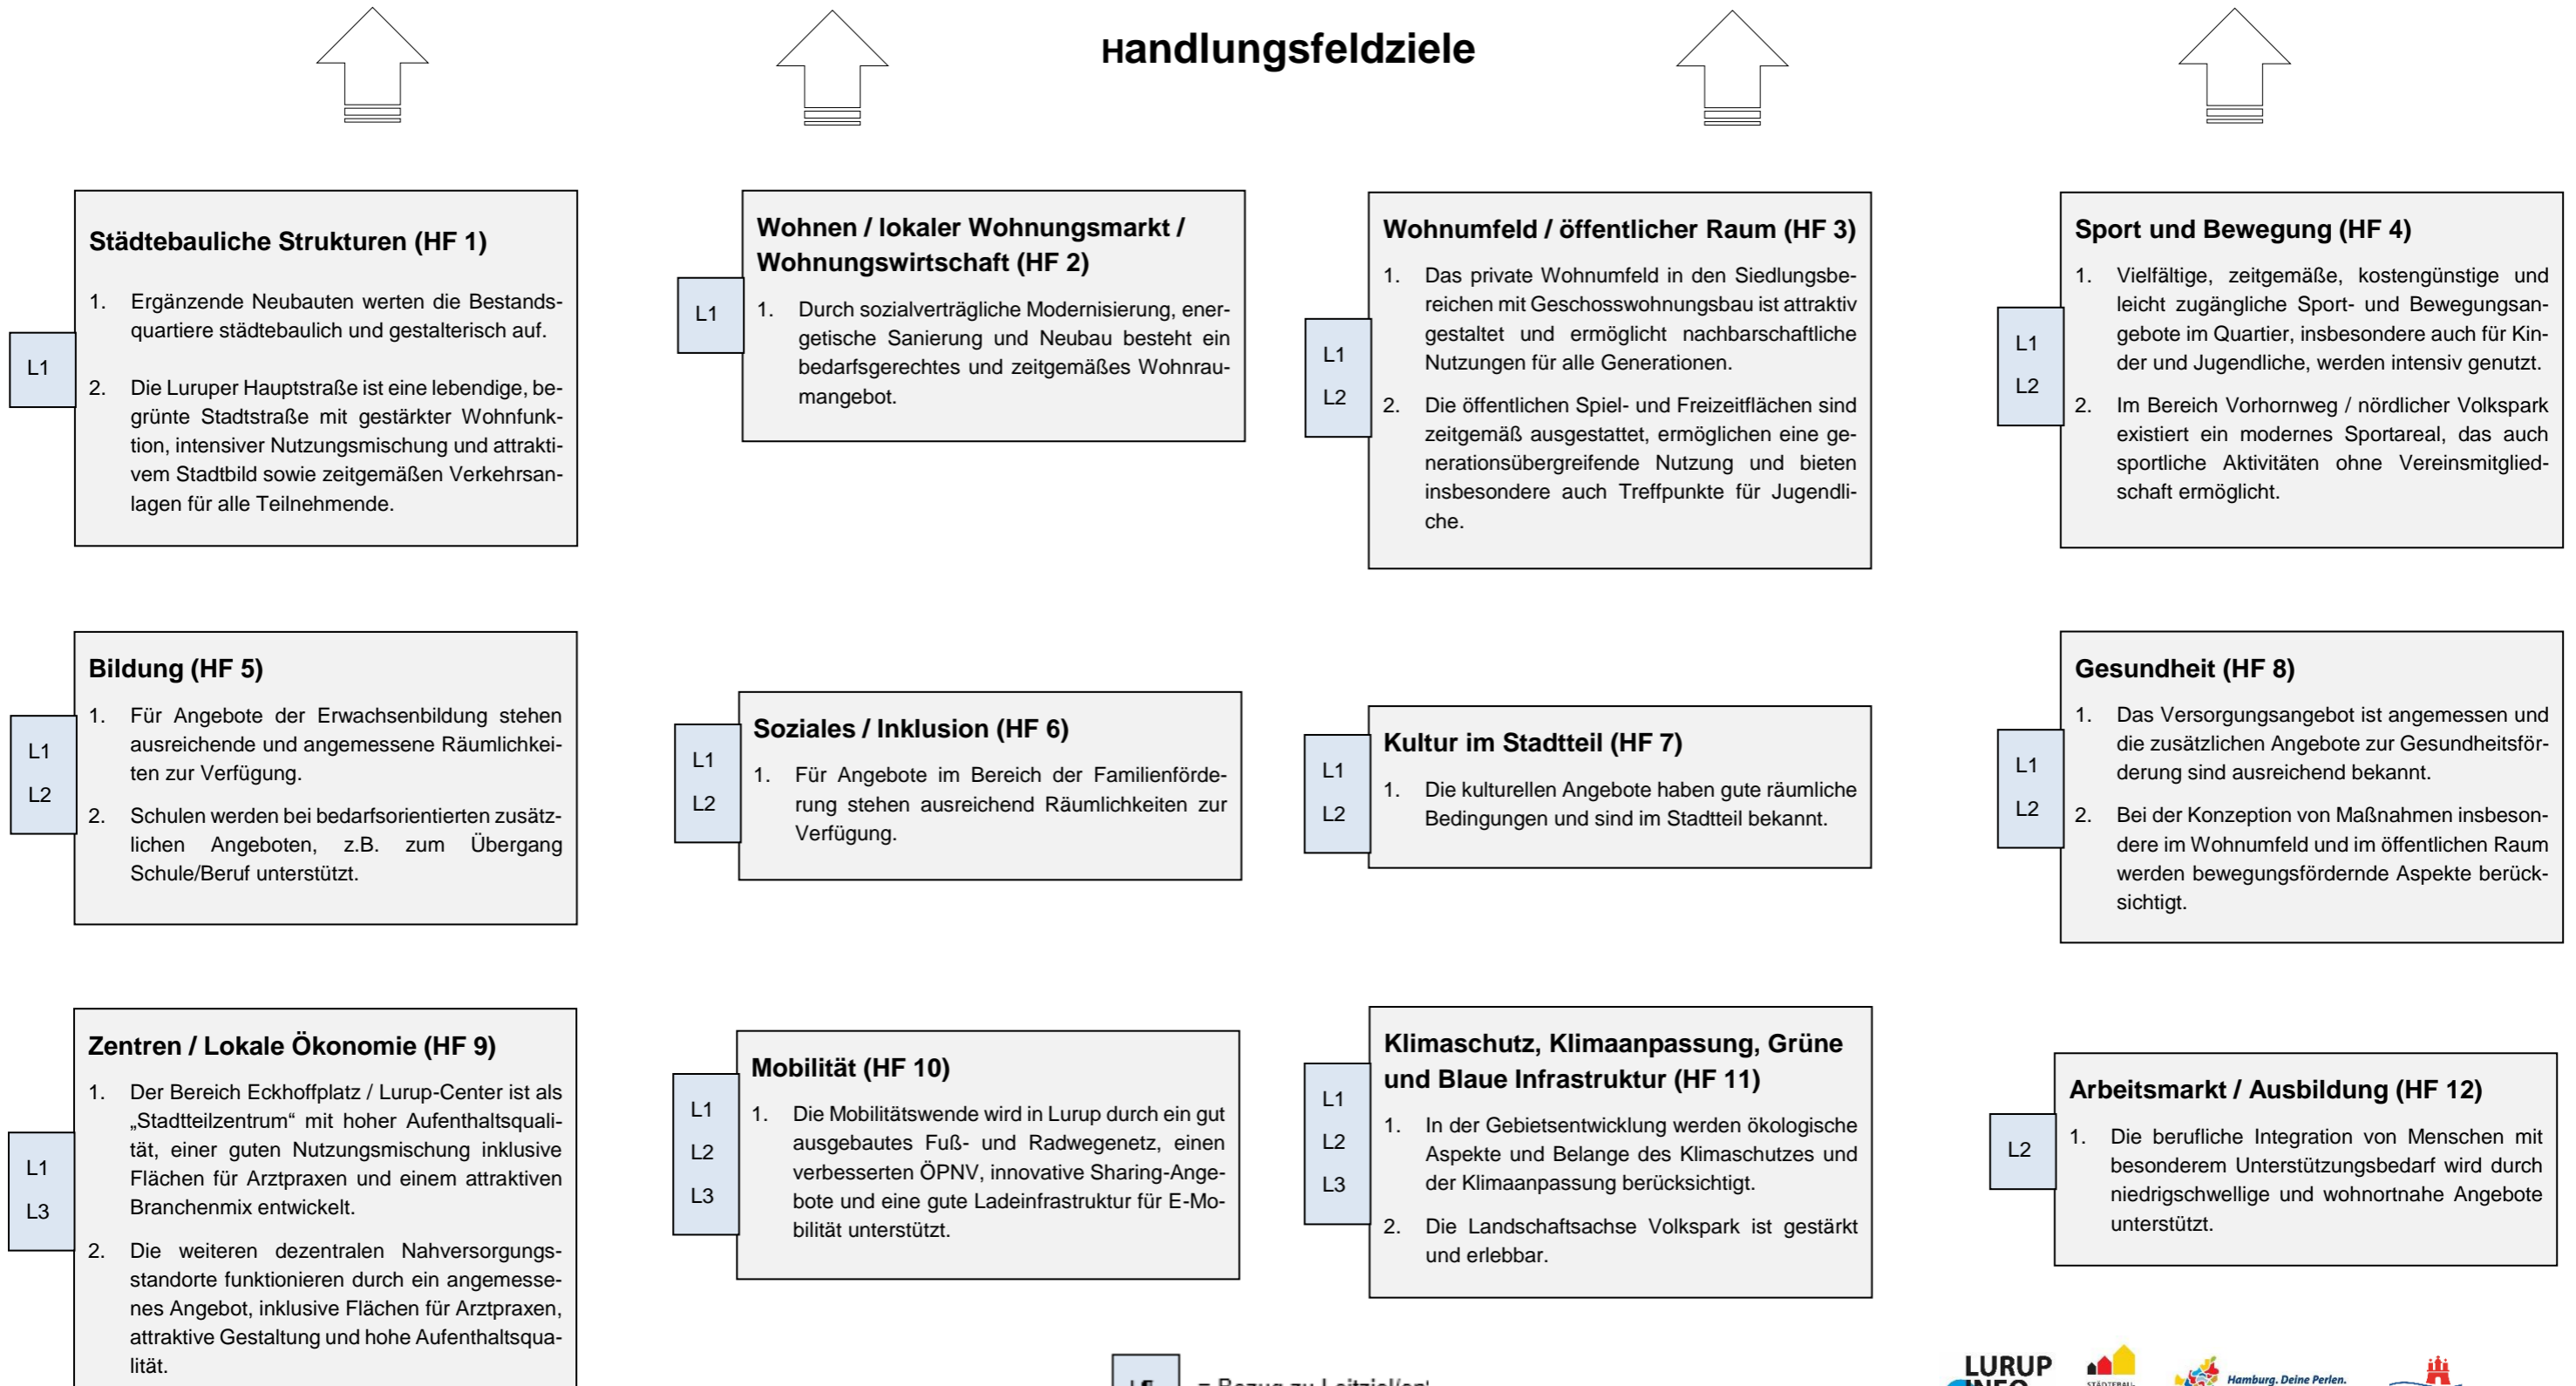 Handlungsfeldziele
Städtebauliche Strukturen (HF 1)
L1
1. Ergänzende Neubauten werten die Bestands-
quartiere städtebaulich und gestalterisch auf.
2. Die Luruper Hauptstraße ist eine lebendige, be-
grünte Stadtstraße mit gestärkter Wohnfunk-
tion, intensiver Nutzungsmischung und attrakti-
vem Stadtbild sowie zeitgemäßen Verkehrsan-
lagen für alle Teilnehmende.
Wohnen / lokaler Wohnungsmarkt /
Wohnungswirtschaft (HF 2)
L1
1. Durch sozialverträgliche Modernisierung, ener-
getische Sanierung und Neubau besteht ein
bedarfsgerechtes und zeitgemäßes Wohnrau-
mangebot.
Wohnumfeld / öffentlicher Raum (HF 3)
L1
L2
1. Das private Wohnumfeld in den Siedlungsbe-
reichen mit Geschosswohnungsbau ist attraktiv
gestaltet und ermöglicht nachbarschaftliche
Nutzungen für alle Generationen.
2. Die öffentlichen Spiel- und Freizeitflächen sind
zeitgemäß ausgestattet, ermöglichen eine ge-
nerationsübergreifende Nutzung und bieten
insbesondere auch Treffpunkte für Jugendli-
che.
Sport und Bewegung (HF 4)
L1
L2
1. Vielfältige, zeitgemäße, kostengünstige und
leicht zugängliche Sport- und Bewegungsan-
gebote im Quartier, insbesondere auch für Kin-
der und Jugendliche, werden intensiv genutzt.
2. Im Bereich Vorhornweg / nördlicher Volkspark
existiert ein modernes Sportareal, das auch
sportliche Aktivitäten ohne Vereinsmitglied-
schaft ermöglicht.
Bildung (HF 5)
L1
L2
1. Für Angebote der Erwachsenbildung stehen
ausreichende und angemessene Räumlichkei-
ten zur Verfügung.
2. Schulen werden bei bedarfsorientierten zusätz-
lichen Angeboten, z.B. zum Übergang
Schule/Beruf unterstützt.
Soziales / Inklusion (HF 6)
L1
L2
1. Für Angebote im Bereich der Familienförde-
rung stehen ausreichend Räumlichkeiten zur
Verfügung.
Kultur im Stadtteil (HF 7)
L1
L2
1. Die kulturellen Angebote haben gute räumliche
Bedingungen und sind im Stadtteil bekannt.
Gesundheit (HF 8)
L1
L2
1. Das Versorgungsangebot ist angemessen und
die zusätzlichen Angebote zur Gesundheitsför-
derung sind ausreichend bekannt.
2. Bei der Konzeption von Maßnahmen insbeson-
dere im Wohnumfeld und im öffentlichen Raum
werden bewegungsfördernde Aspekte berück-
sichtigt.
Zentren / Lokale Ökonomie (HF 9)
L1
L3
1. Der Bereich Eckhoffplatz / Lurup-Center ist als
„Stadtteilzentrum“ mit hoher Aufenthaltsquali-
tät, einer guten Nutzungsmischung inklusive
Flächen für Arztpraxen und einem attraktiven
Branchenmix entwickelt.
2. Die weiteren dezentralen Nahversorgungs-
standorte funktionieren durch ein angemesse-
nes Angebot, inklusive Flächen für Arztpraxen,
attraktive Gestaltung und hohe Aufenthaltsqua-
lität.
Mobilität (HF 10)
L1
L2
L3
1. Die Mobilitätswende wird in Lurup durch ein gut
ausgebautes Fuß- und Radwegenetz, einen
verbesserten ÖPNV, innovative Sharing-Ange-
bote und eine gute Ladeinfrastruktur für E-Mo-
bilität unterstützt.
Klimaschutz, Klimaanpassung, Grüne
und Blaue Infrastruktur (HF 11)
L1
L2
L3
1. In der Gebietsentwicklung werden ökologische
Aspekte und Belange des Klimaschutzes und
der Klimaanpassung berücksichtigt.
2. Die Landschaftsachse Volkspark ist gestärkt
und erlebbar.
Arbeitsmarkt / Ausbildung (HF 12)
L2
1. Die berufliche Integration von Menschen mit
besonderem Unterstützungsbedarf wird durch
niedrigschwellige und wohnortnahe Angebote
unterstützt.
= Bezug zu
LURUP
INFO
Hamburg. Deine Perlen.